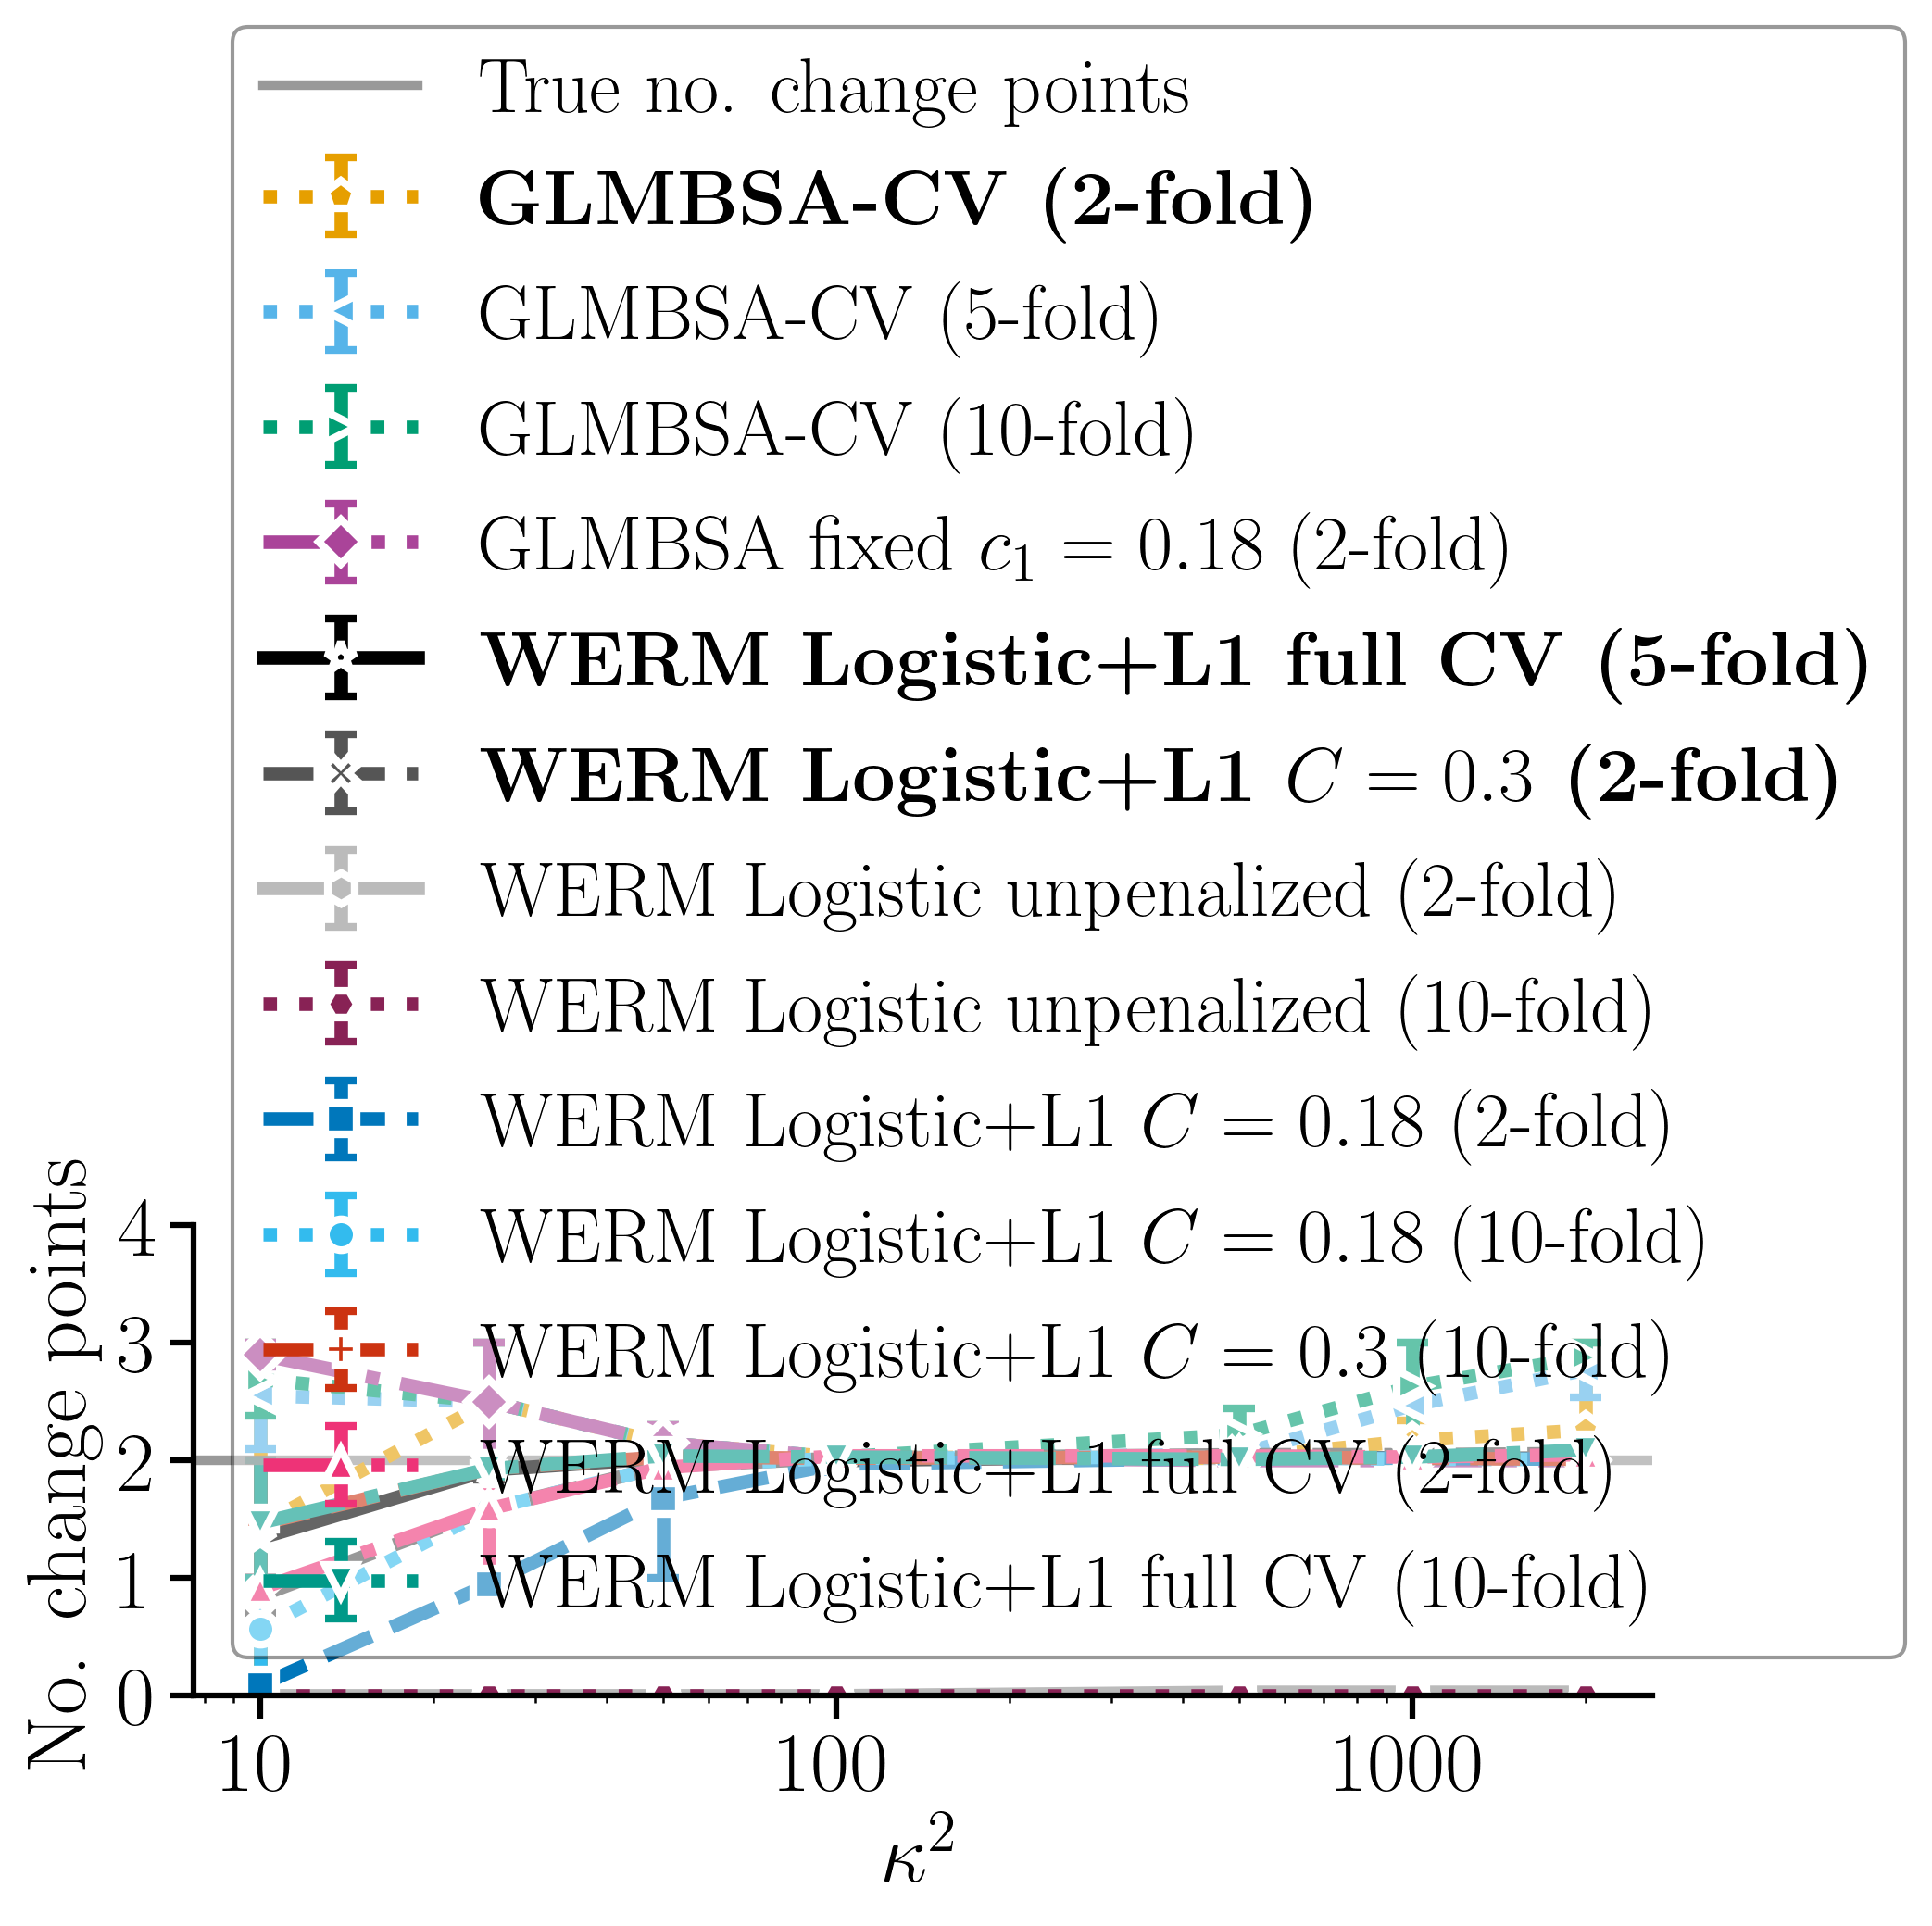 True no. change points
GLMBSA-CV (2-fold)
GLMBSA-CV (5-fold)
GLMBSA-CV (10-fold)
GLMBSA fixed c₁ = 0.18 (2-fold)
WERM Logistic+L1 full CV (5-fold)
WERM Logistic+L1 C = 0.3 (2-fold)
WERM Logistic unpenalized (2-fold)
WERM Logistic unpenalized (10-fold)
WERM Logistic+L1 C = 0.18 (2-fold)
WERM Logistic+L1 C = 0.18 (10-fold)
WERM Logistic+L1 C = 0.3 (10-fold)
WERM Logistic+L1 full CV (2-fold)
WERM Logistic+L1 full CV (10-fold)
No. change points
4
3
2
1
0
10 100 1000
κ²